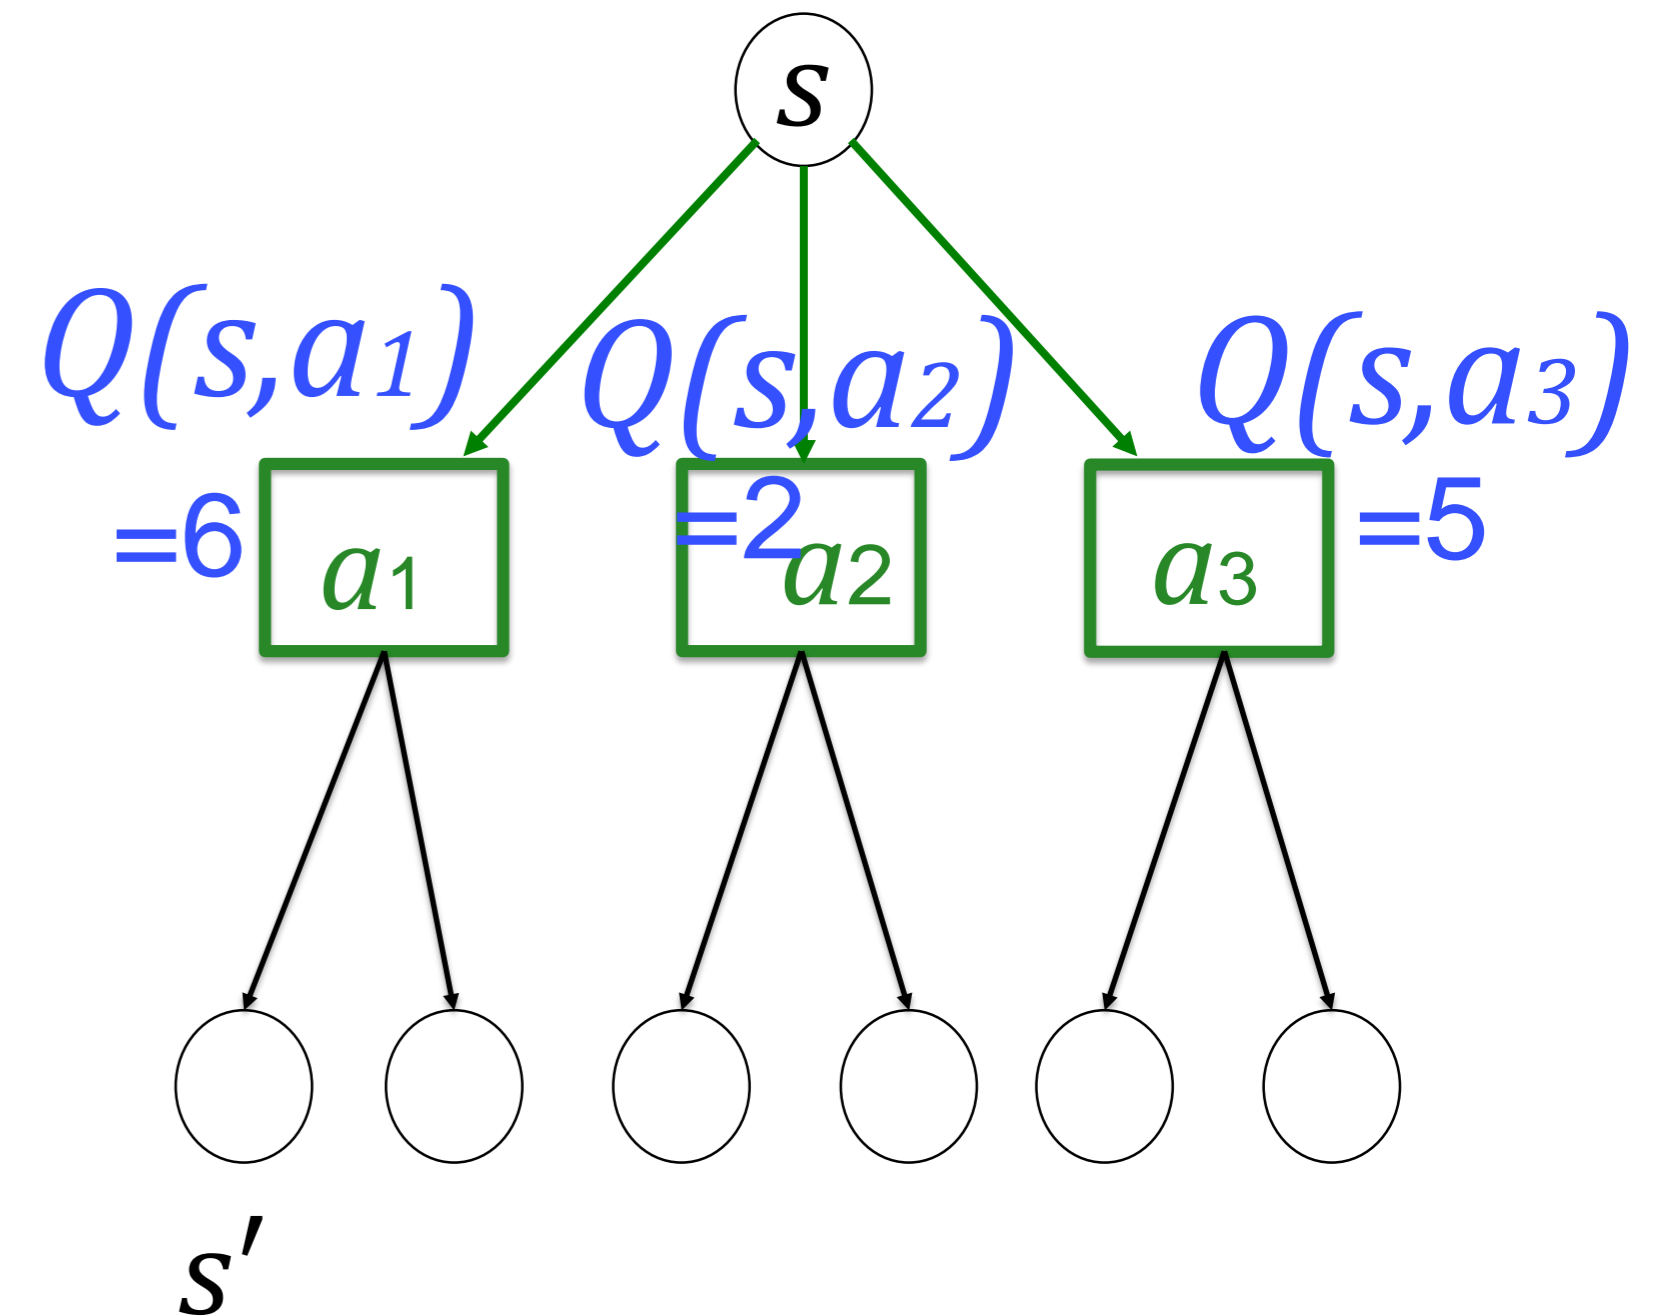 s
Q(s,a1)
=6
Q(s,a2)
=2
Q(s,a3)
=5
a1
a2
a3
s′